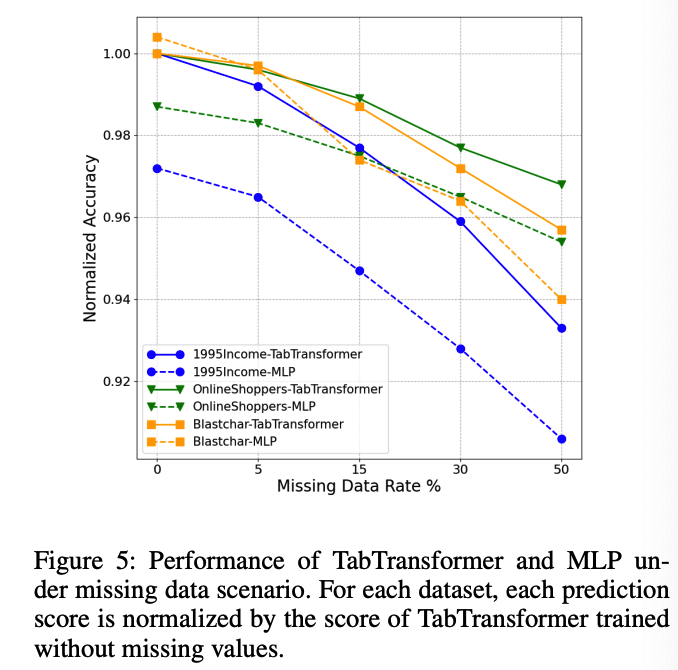 1.00
0.98
0.96
0.94
0.92
Normalized Accuracy
1995Income-TabTransformer
1995Income-MLP
OnlineShoppers-TabTransformer
OnlineShoppers-MLP
Blastchar-TabTransformer
Blastchar-MLP
0 5 15 30 50
Missing Data Rate %
Figure 5: Performance of TabTransformer and MLP un-
der missing data scenario. For each dataset, each prediction
score is normalized by the score of TabTransformer trained
without missing values.